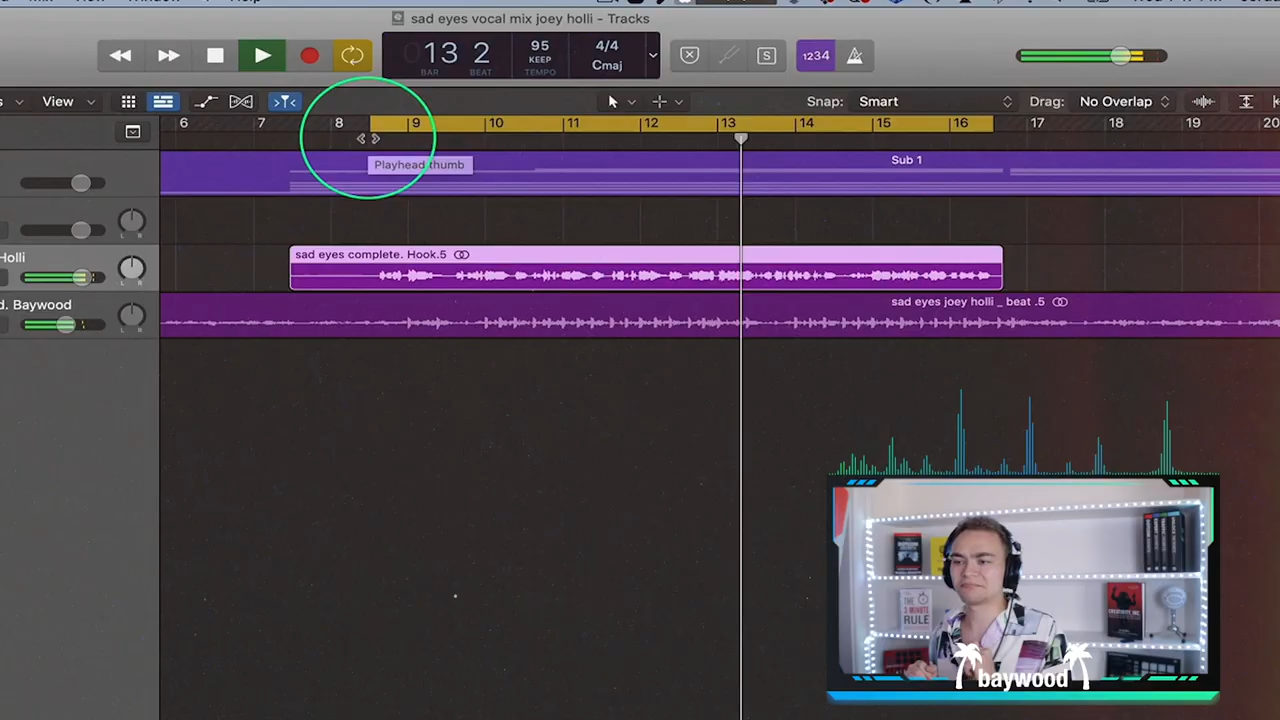 sad eyes vocal mix joey holli - Tracks
13 2
BAR BEAT
95
KEEP
TEMPO
4/4
Cmaj
S
1234
View
Snap: Smart
Drag: No Overlap
6 7 8 9 10 11 12 13 14 15 16 17 18 19 20
Playhead thumb
Sub 1
L R
Holli
sad eyes complete. Hook.5
L R
d. Baywood
sad eyes joey holli _ beat .5
L R
3 MINUTE
RULE
CREATIVITY, INC.
baywood